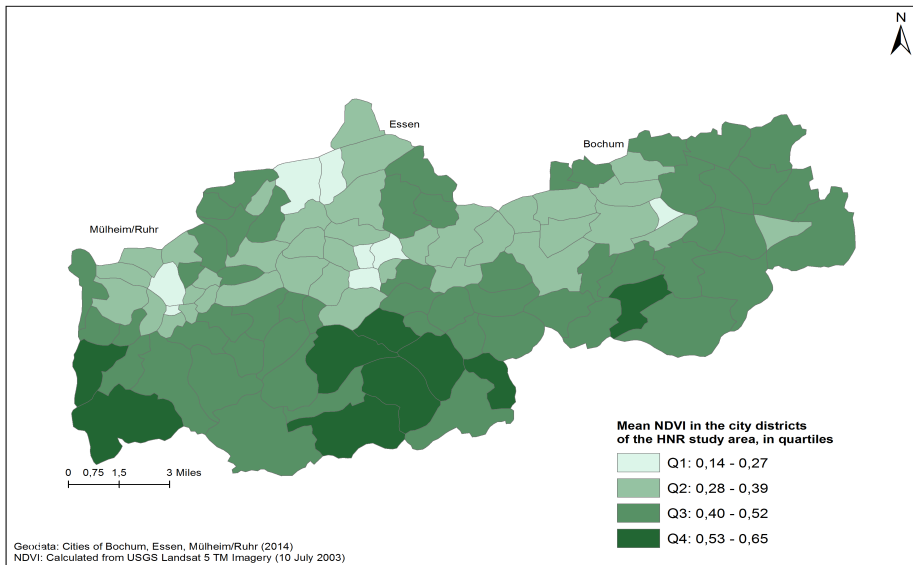 N
Essen
Bochum
Mülheim/Ruhr
Mean NDVI in the city districts
of the HNR study area, in quartiles
Q1: 0,14 - 0,27
Q2: 0,28 - 0,39
Q3: 0,40 - 0,52
Q4: 0,53 - 0,65
0 0,75 1,5 3 Miles
Geodata: Cities of Bochum, Essen, Mülheim/Ruhr (2014)
NDVI: Calculated from USGS Landsat 5 TM Imagery (10 July 2003)